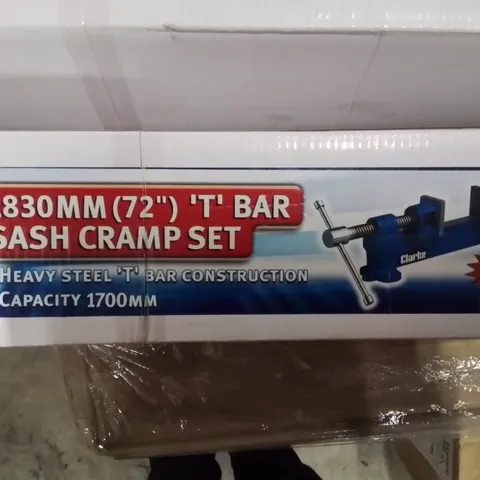 1830MM (72") 'T' BAR
SASH CRAMP SET
HEAVY STEEL 'T' BAR CONSTRUCTION
CAPACITY 1700MM
Clarke